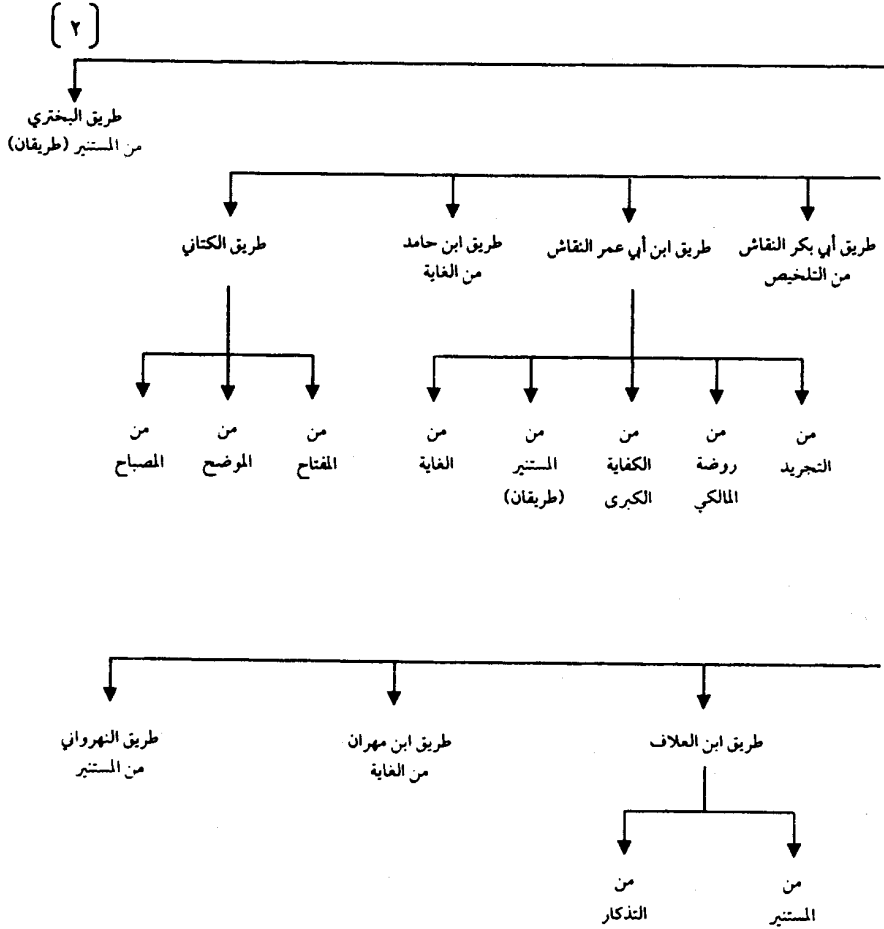 (٢)
طريق البختري
من المستنير (طريقان)
طريق أبي بكر النقاش
من التلخيص
طريق ابن أبي عمر النقاش
طريق ابن حامد
من الغاية
طريق الكتاني
من
التجريد
من
روضة
المالكي
من
الكفاية
الكبرى
من
المستنير
(طريقان)
من
الغاية
من
المفتاح
من
الموضح
من
المصباح
طريق ابن العلاف
طريق ابن مهران
من الغاية
طريق النهرواني
من المستنير
من
المستنير
من
التذكار